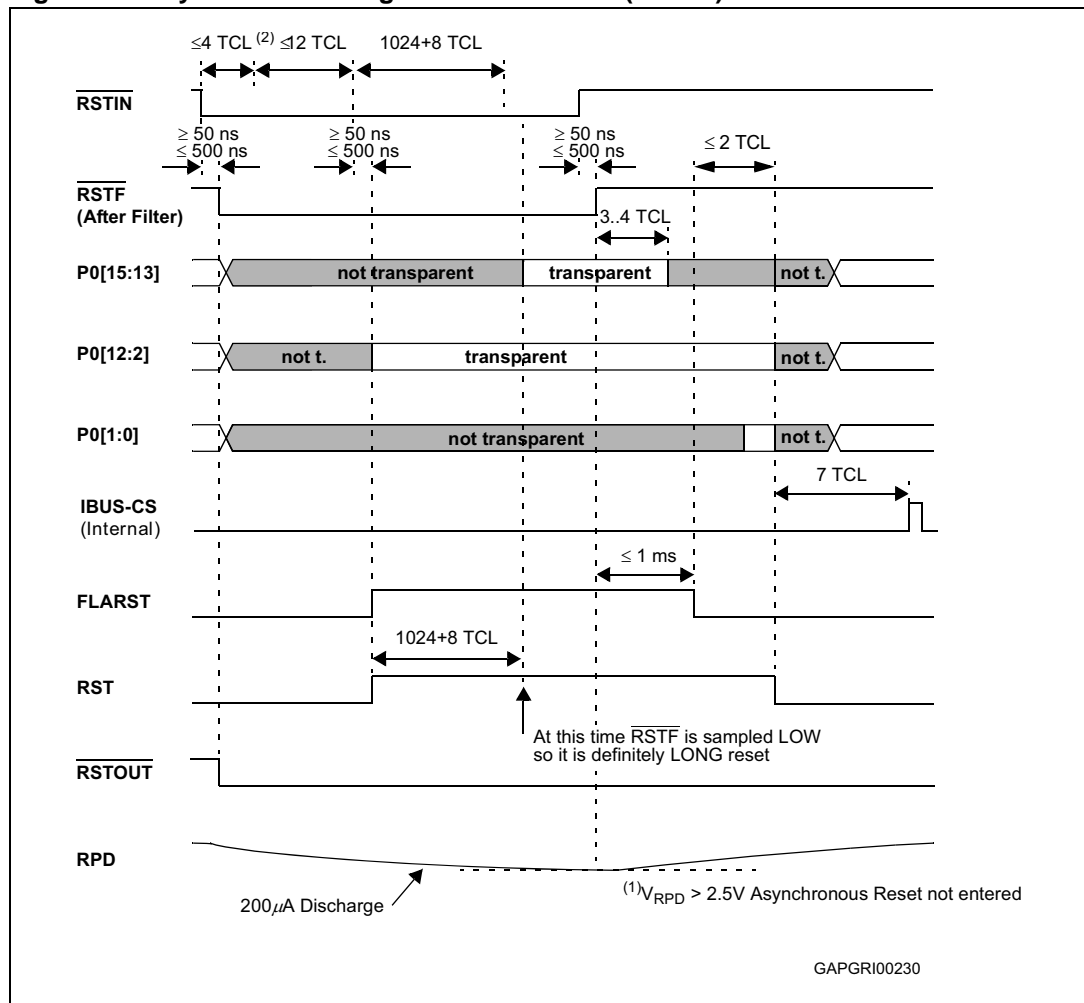 ≤4 TCL (2) ≤12 TCL 1024+8 TCL
RSTIN
≥ 50 ns ≥ 50 ns ≥ 50 ns
≤ 500 ns ≤ 500 ns ≤ 500 ns
≤ 2 TCL
RSTF
(After Filter)
3..4 TCL
P0[15:13] not transparent transparent not t.
P0[12:2] not t. transparent not t.
P0[1:0] not transparent not t.
7 TCL
IBUS-CS
(Internal)
≤ 1 ms
FLARST
1024+8 TCL
RST
At this time RSTF is sampled LOW
so it is definitely LONG reset
RSTOUT
RPD
200μA Discharge
(1)VRPD > 2.5V Asynchronous Reset not entered
GAPGRI00230